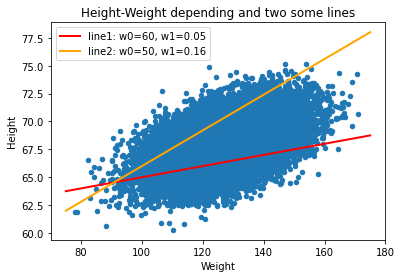 Height-Weight depending and two some lines
line1: w0=60, w1=0.05
line2: w0=50, w1=0.16
77.5
75.0
72.5
70.0
67.5
65.0
62.5
60.0
Height
80 100 120 140 160 180
Weight